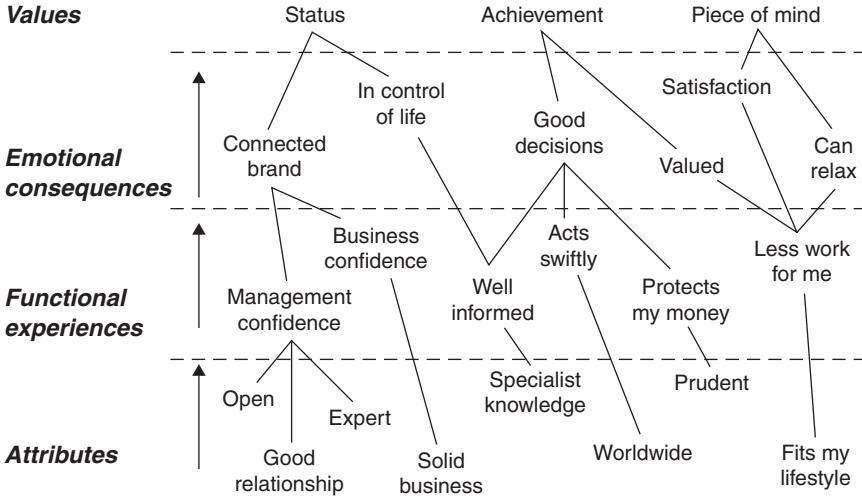 Values
Status
Achievement
Piece of mind
In control
of life
Satisfaction
Good
decisions
Connected
brand
Valued
Can
relax
Emotional
consequences
Business
confidence
Acts
swiftly
Less work
for me
Well
informed
Protects
my money
Management
confidence
Functional
experiences
Specialist
knowledge
Prudent
Open
Expert
Good
relationship
Solid
business
Worldwide
Fits my
lifestyle
Attributes